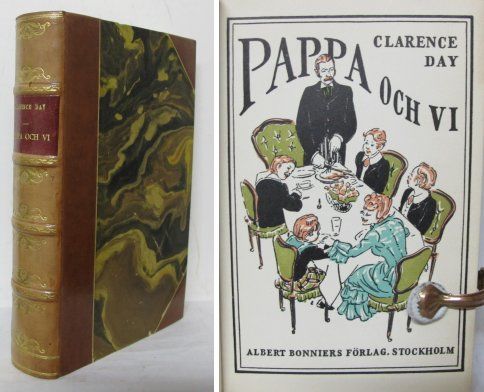 CLARENCE DAY
PAPPA OCH VI
PAPPA
CLARENCE
DAY
OCH VI
ALBERT BONNIERS FÖRLAG. STOCKHOLM